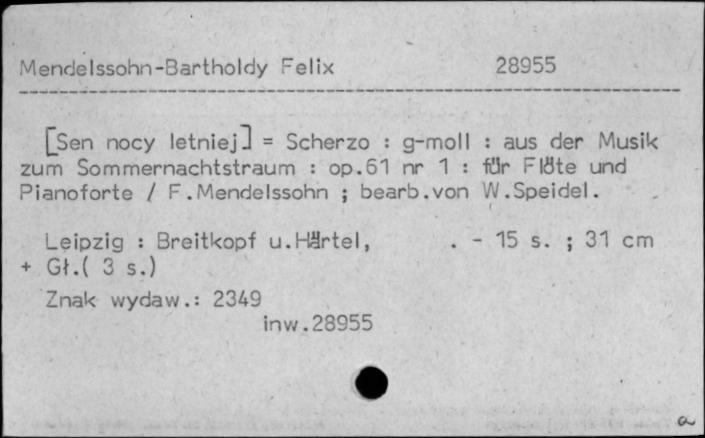 Mendelssohn-Bartholdy Felix 28955
[Sen nocy letniej] = Scherzo : g-moll : aus der Musik
zum Sommernachtstraum : op.61 nr 1 : für Flöte und
Pianoforte / F.Mendelssohn ; bearb.von W.Speidel.
Leipzig : Breitkopf u.Härtel, . - 15 s. ; 31 cm
+ Gł.( 3 s.)
Znak wydaw.: 2349
inw.28955
a